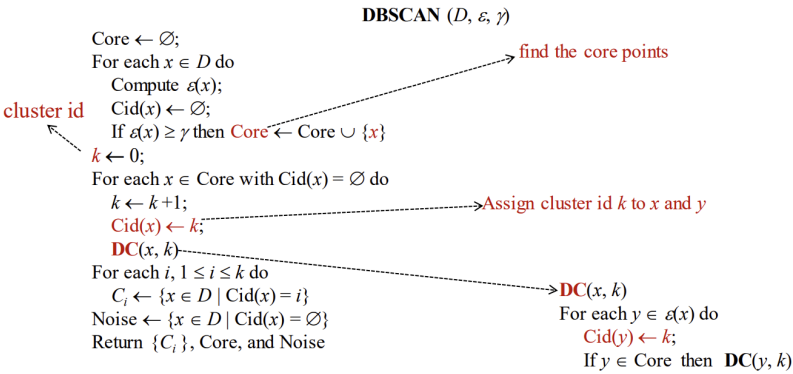 DBSCAN (D, ε, γ)
Core ← ∅;
For each x ∈ D do
Compute ε(x);
Cid(x) ← ∅;
If ε(x) ≥ γ then Core ← Core ∪ {x}
find the core points
cluster id
k ← 0;
For each x ∈ Core with Cid(x) = ∅ do
k ← k +1;
Cid(x) ← k;
Assign cluster id k to x and y
DC(x, k)
For each i, 1 ≤ i ≤ k do
Ci ← {x ∈ D | Cid(x) = i}
Noise ← {x ∈ D | Cid(x) = ∅}
Return {Ci}, Core, and Noise
DC(x, k)
For each y ∈ ε(x) do
Cid(y) ← k;
If y ∈ Core then DC(y, k)